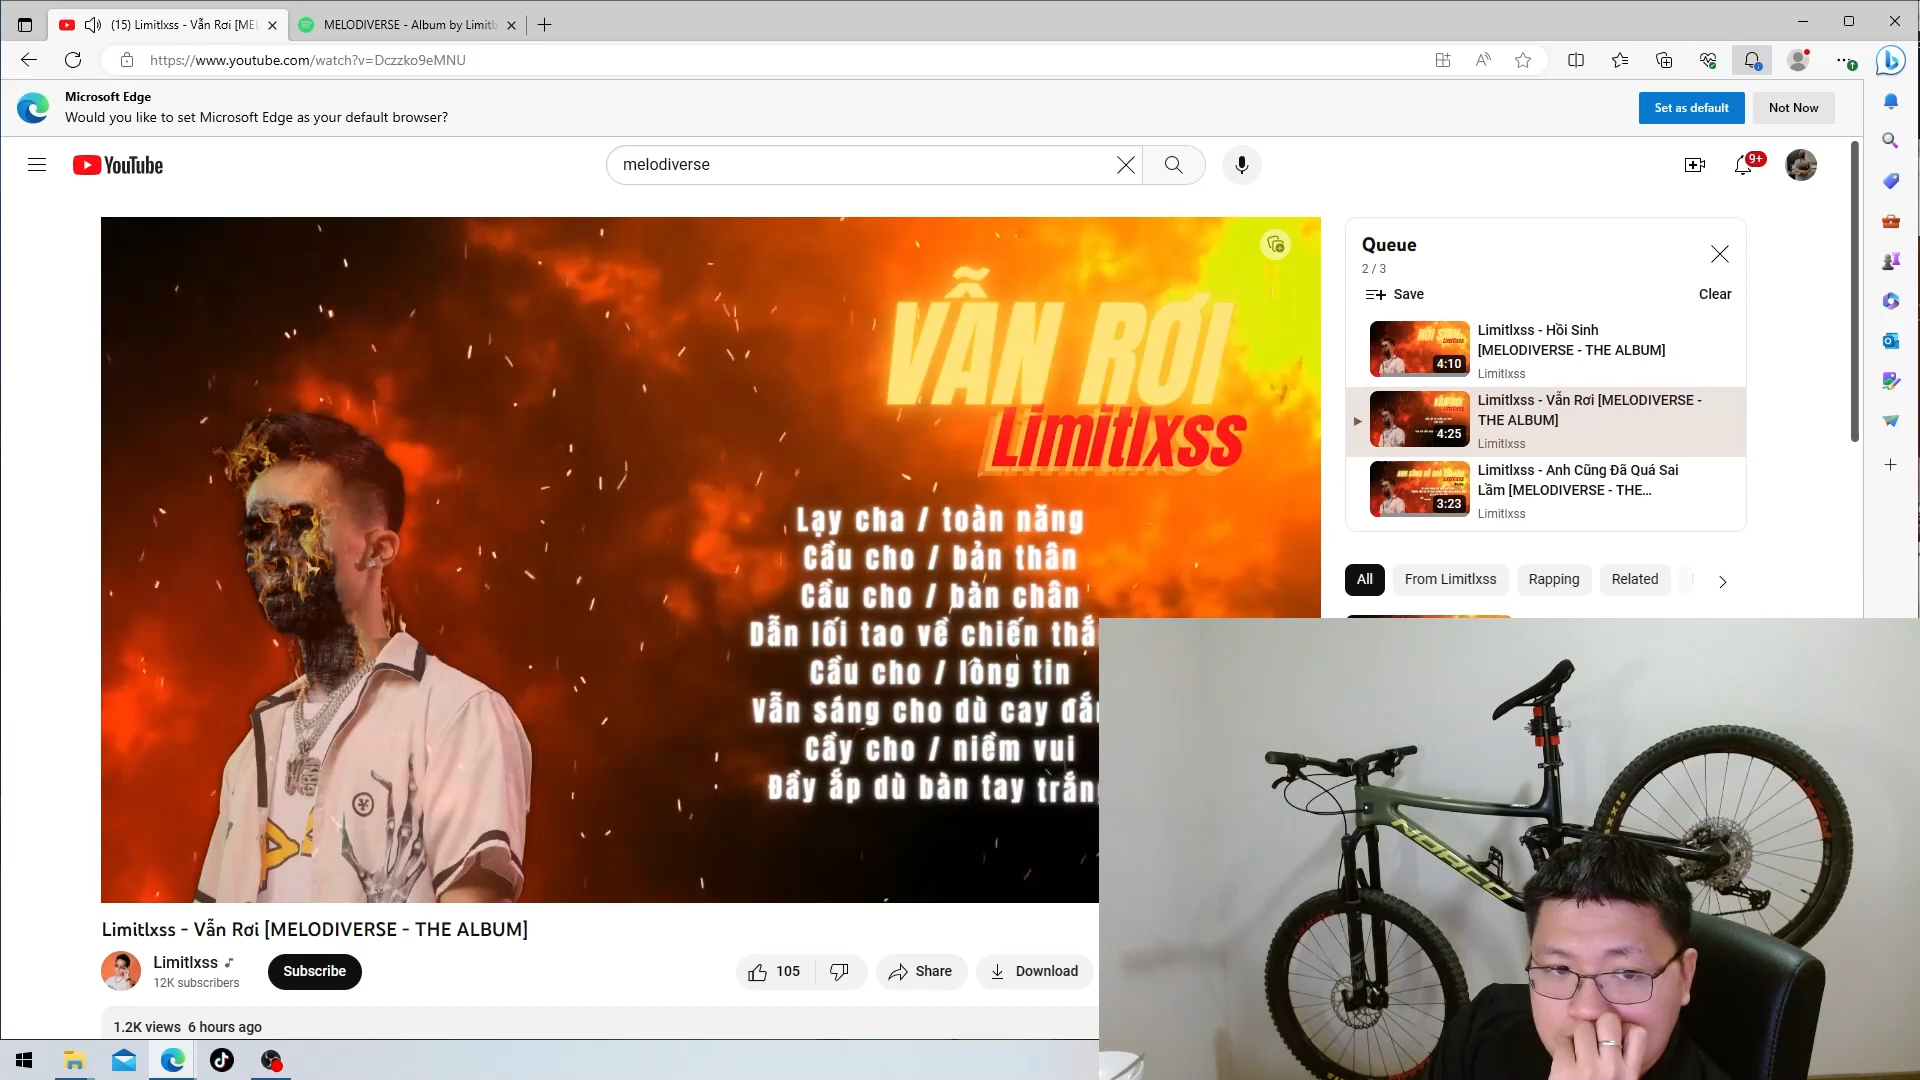 (15) Limitlxss - Vẫn Rơi [MEL
MELODIVERSE - Album by Limitl
https://www.youtube.com/watch?v=Dczzko9eMNU
Microsoft Edge
Would you like to set Microsoft Edge as your default browser?
Set as default
Not Now
YouTube
melodiverse
9+
VẪN RƠI
Limitlxss
Lạy cha / toàn năng
Cầu cho / bản thân
Cầu cho / bàn chân
Dẫn lối tao về chiến thắ
Cầu cho / lòng tin
Vẫn sáng cho dù cay đắ
Cầy cho / niềm vui
Đầy ắp dù bàn tay trắn
Queue
2 / 3
Save
Clear
4:10
Limitlxss - Hồi Sinh
[MELODIVERSE - THE ALBUM]
Limitlxss
4:25
Limitlxss - Vẫn Rơi [MELODIVERSE -
THE ALBUM]
Limitlxss
3:23
Limitlxss - Anh Cũng Đã Quá Sai
Lầm [MELODIVERSE - THE...
Limitlxss
All
From Limitlxss
Rapping
Related
Limitlxss - Vẫn Rơi [MELODIVERSE - THE ALBUM]
Limitlxss
12K subscribers
Subscribe
105
Share
Download
1.2K views 6 hours ago
NORCO